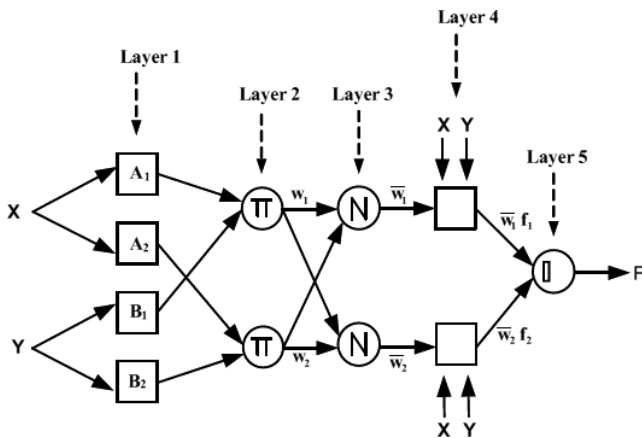 Layer 4
Layer 1
Layer 2
Layer 3
X Y
Layer 5
A₁
X
A₂
Π
w₁
N
w̅₁
w̅₁ f₁
B₁
Y
B₂
Π
w₂
N
w̅₂
w̅₂ f₂
F
X Y